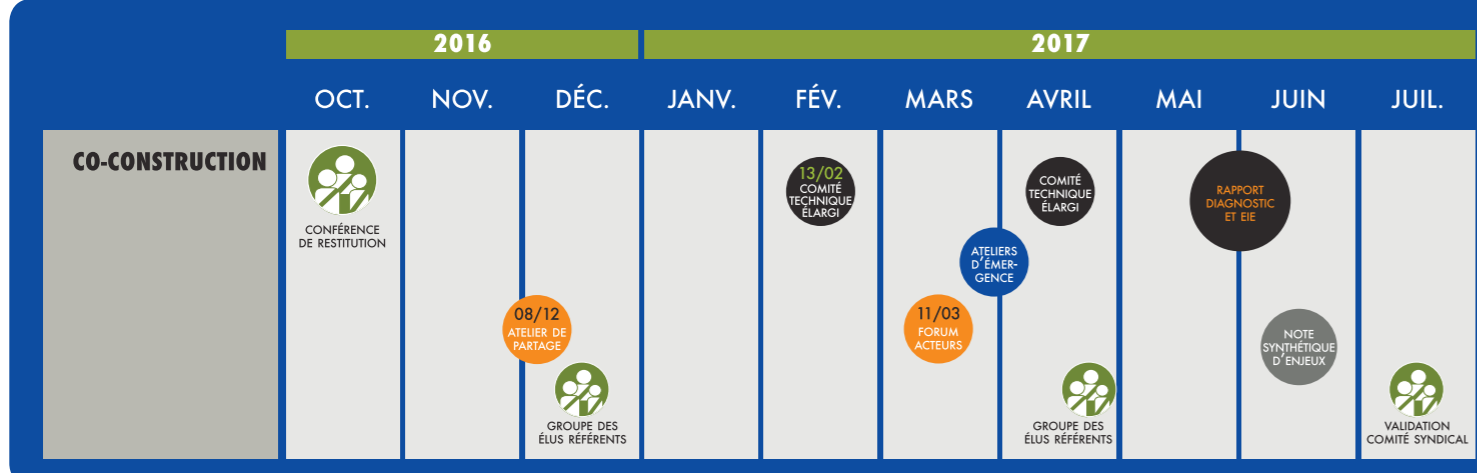 2016
2017
OCT.
NOV.
DÉC.
JANV.
FÉV.
MARS
AVRIL
MAI
JUIN
JUIL.
CO-CONSTRUCTION
CONFÉRENCE
DE RESTITUTION
08/12
ATELIER DE
PARTAGE
GROUPE DES
ÉLUS RÉFÉRENTS
13/02
COMITÉ
TECHNIQUE
ÉLARGI
11/03
FORUM
ACTEURS
ATELIERS
D'ÉMER-
GENCE
COMITÉ
TECHNIQUE
ÉLARGI
GROUPE DES
ÉLUS RÉFÉRENTS
RAPPORT
DIAGNOSTIC
ET EIE
NOTE
SYNTHÉTIQUE
D'ENJEUX
VALIDATION
COMITÉ SYNDICAL